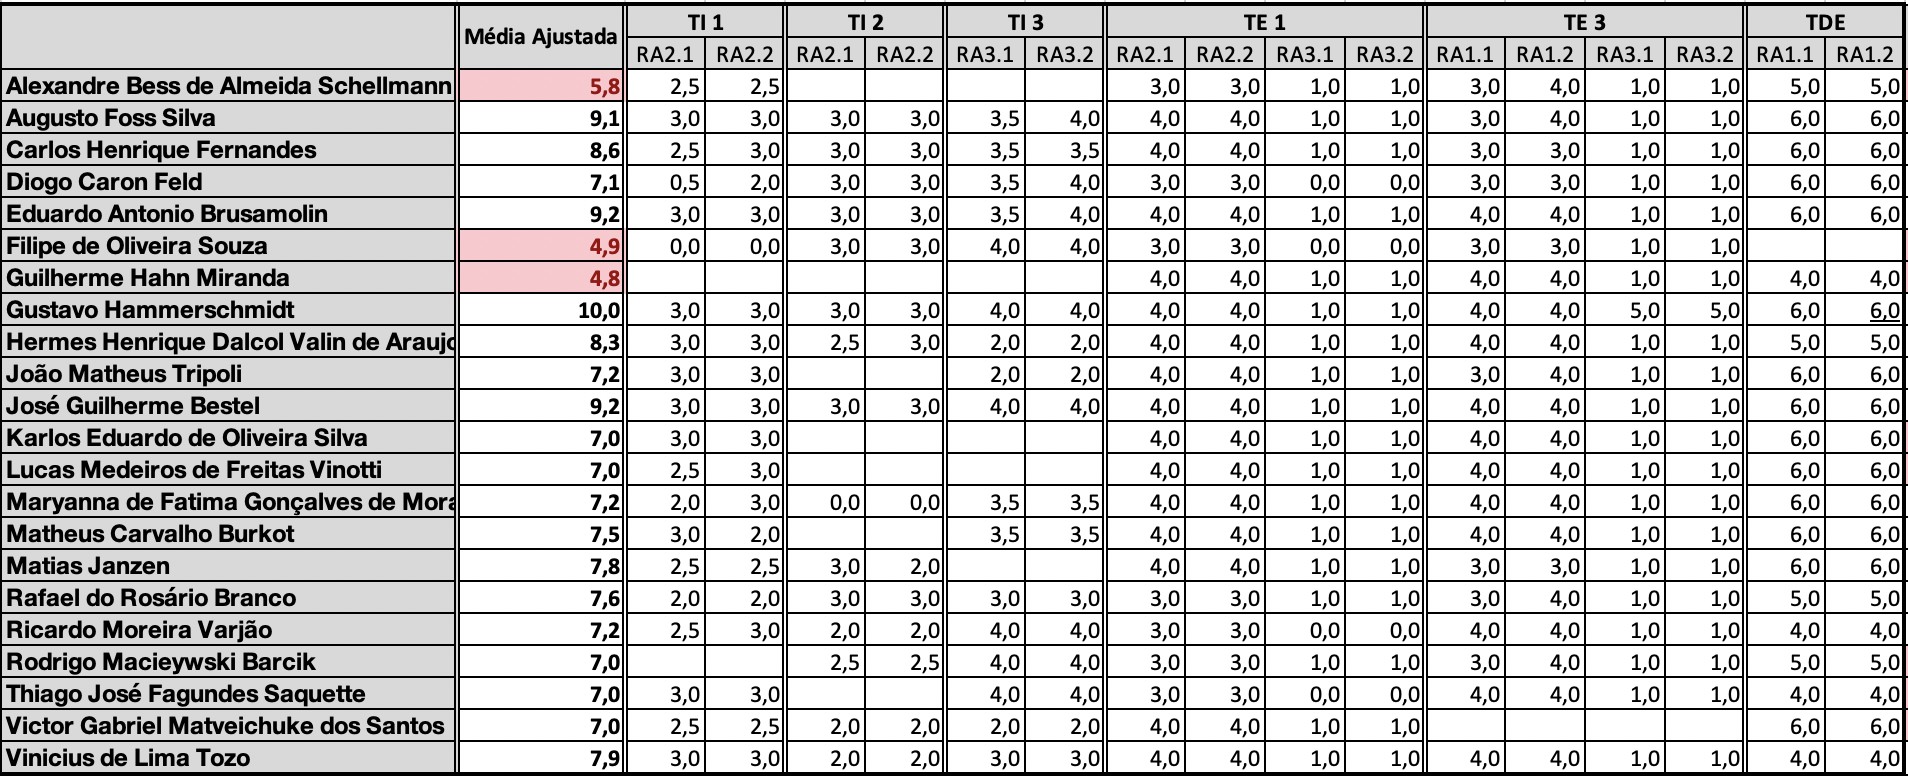 Média Ajustada TI 1 TI 2 TI 3 TE 1 TE 3 TDE
RA2.1 RA2.2 RA2.1 RA2.2 RA3.1 RA3.2 RA2.1 RA2.2 RA3.1 RA3.2 RA1.1 RA1.2 RA3.1 RA3.2 RA1.1 RA1.2
Alexandre Bess de Almeida Schellmann 5,8 2,5 2,5 3,0 3,0 1,0 1,0 3,0 4,0 1,0 1,0 5,0 5,0
Augusto Foss Silva 9,1 3,0 3,0 3,0 3,0 3,5 4,0 4,0 4,0 1,0 1,0 3,0 4,0 1,0 1,0 6,0 6,0
Carlos Henrique Fernandes 8,6 2,5 3,0 3,0 3,0 3,5 3,5 4,0 4,0 1,0 1,0 3,0 3,0 1,0 1,0 6,0 6,0
Diogo Caron Feld 7,1 0,5 2,0 3,0 3,0 3,5 4,0 3,0 3,0 0,0 0,0 3,0 3,0 1,0 1,0 6,0 6,0
Eduardo Antonio Brusamolin 9,2 3,0 3,0 3,0 3,0 3,5 4,0 4,0 4,0 1,0 1,0 4,0 4,0 1,0 1,0 6,0 6,0
Filipe de Oliveira Souza 4,9 0,0 0,0 3,0 3,0 4,0 4,0 3,0 3,0 0,0 0,0 3,0 3,0 1,0 1,0
Guilherme Hahn Miranda 4,8 4,0 4,0 1,0 1,0 4,0 4,0 1,0 1,0 4,0 4,0
Gustavo Hammerschmidt 10,0 3,0 3,0 3,0 3,0 4,0 4,0 4,0 4,0 1,0 1,0 4,0 4,0 5,0 5,0 6,0 6,0
Hermes Henrique Dalcol Valin de Araujo 8,3 3,0 3,0 2,5 3,0 2,0 2,0 4,0 4,0 1,0 1,0 4,0 4,0 1,0 1,0 5,0 5,0
João Matheus Tripoli 7,2 3,0 3,0 2,0 2,0 4,0 4,0 1,0 1,0 3,0 4,0 1,0 1,0 6,0 6,0
José Guilherme Bestel 9,2 3,0 3,0 3,0 3,0 4,0 4,0 4,0 4,0 1,0 1,0 4,0 4,0 1,0 1,0 6,0 6,0
Karlos Eduardo de Oliveira Silva 7,0 3,0 3,0 4,0 4,0 1,0 1,0 4,0 4,0 1,0 1,0 6,0 6,0
Lucas Medeiros de Freitas Vinotti 7,0 2,5 3,0 4,0 4,0 1,0 1,0 4,0 4,0 1,0 1,0 6,0 6,0
Maryanna de Fatima Gonçalves de Mora 7,2 2,0 3,0 0,0 0,0 3,5 3,5 4,0 4,0 1,0 1,0 4,0 4,0 1,0 1,0 6,0 6,0
Matheus Carvalho Burkot 7,5 3,0 2,0 3,5 3,5 4,0 4,0 1,0 1,0 4,0 4,0 1,0 1,0 6,0 6,0
Matias Janzen 7,8 2,5 2,5 3,0 2,0 4,0 4,0 1,0 1,0 3,0 3,0 1,0 1,0 6,0 6,0
Rafael do Rosário Branco 7,6 2,0 2,0 3,0 3,0 3,0 3,0 3,0 3,0 1,0 1,0 3,0 4,0 1,0 1,0 5,0 5,0
Ricardo Moreira Varjão 7,2 2,5 3,0 2,0 2,0 4,0 4,0 3,0 3,0 0,0 0,0 4,0 4,0 1,0 1,0 4,0 4,0
Rodrigo Macieywski Barcik 7,0 2,5 2,5 4,0 4,0 3,0 3,0 1,0 1,0 3,0 4,0 1,0 1,0 5,0 5,0
Thiago José Fagundes Saquette 7,0 3,0 3,0 4,0 4,0 3,0 3,0 0,0 0,0 4,0 4,0 1,0 1,0 4,0 4,0
Victor Gabriel Matveichuke dos Santos 7,0 2,5 2,5 2,0 2,0 2,0 2,0 4,0 4,0 1,0 1,0 6,0 6,0
Vinicius de Lima Tozo 7,9 3,0 3,0 2,0 2,0 3,0 3,0 4,0 4,0 1,0 1,0 4,0 4,0 1,0 1,0 4,0 4,0